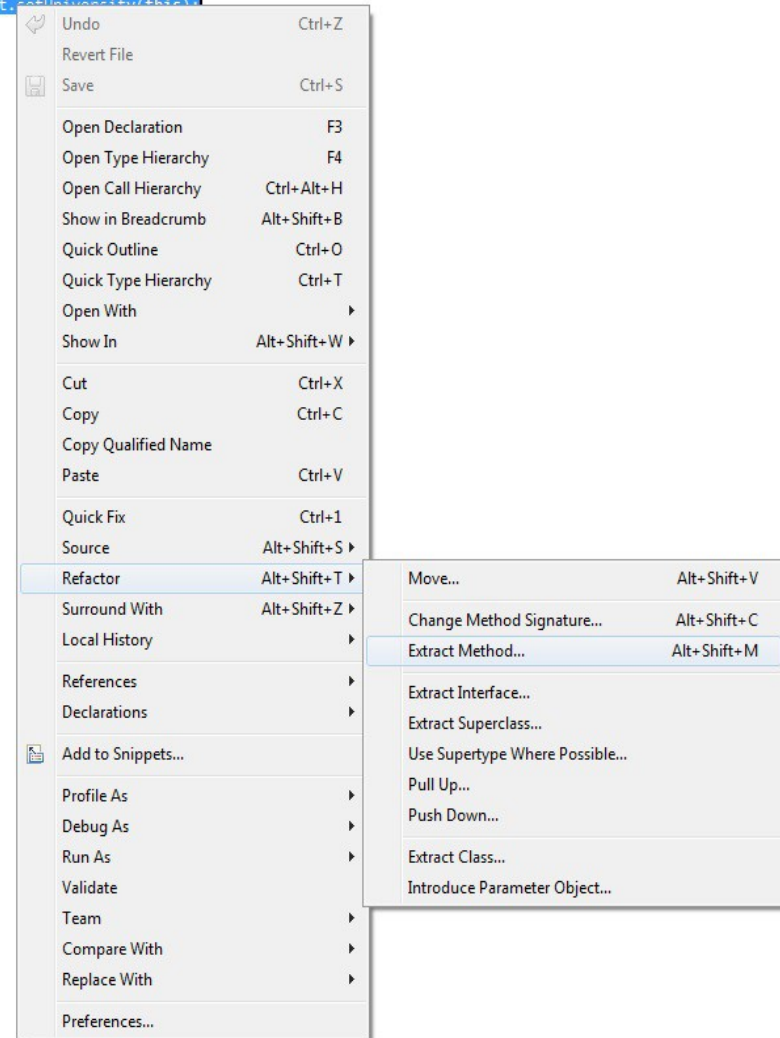 t.setUniversity(this);
Undo Ctrl+Z
Revert File
Save Ctrl+S
Open Declaration F3
Open Type Hierarchy F4
Open Call Hierarchy Ctrl+Alt+H
Show in Breadcrumb Alt+Shift+B
Quick Outline Ctrl+O
Quick Type Hierarchy Ctrl+T
Open With
Show In Alt+Shift+W
Cut Ctrl+X
Copy Ctrl+C
Copy Qualified Name
Paste Ctrl+V
Quick Fix Ctrl+1
Source Alt+Shift+S
Refactor Alt+Shift+T
Surround With Alt+Shift+Z
Local History
References
Declarations
Add to Snippets...
Profile As
Debug As
Run As
Validate
Team
Compare With
Replace With
Preferences...
Move... Alt+Shift+V
Change Method Signature... Alt+Shift+C
Extract Method... Alt+Shift+M
Extract Interface...
Extract Superclass...
Use Supertype Where Possible...
Pull Up...
Push Down...
Extract Class...
Introduce Parameter Object...